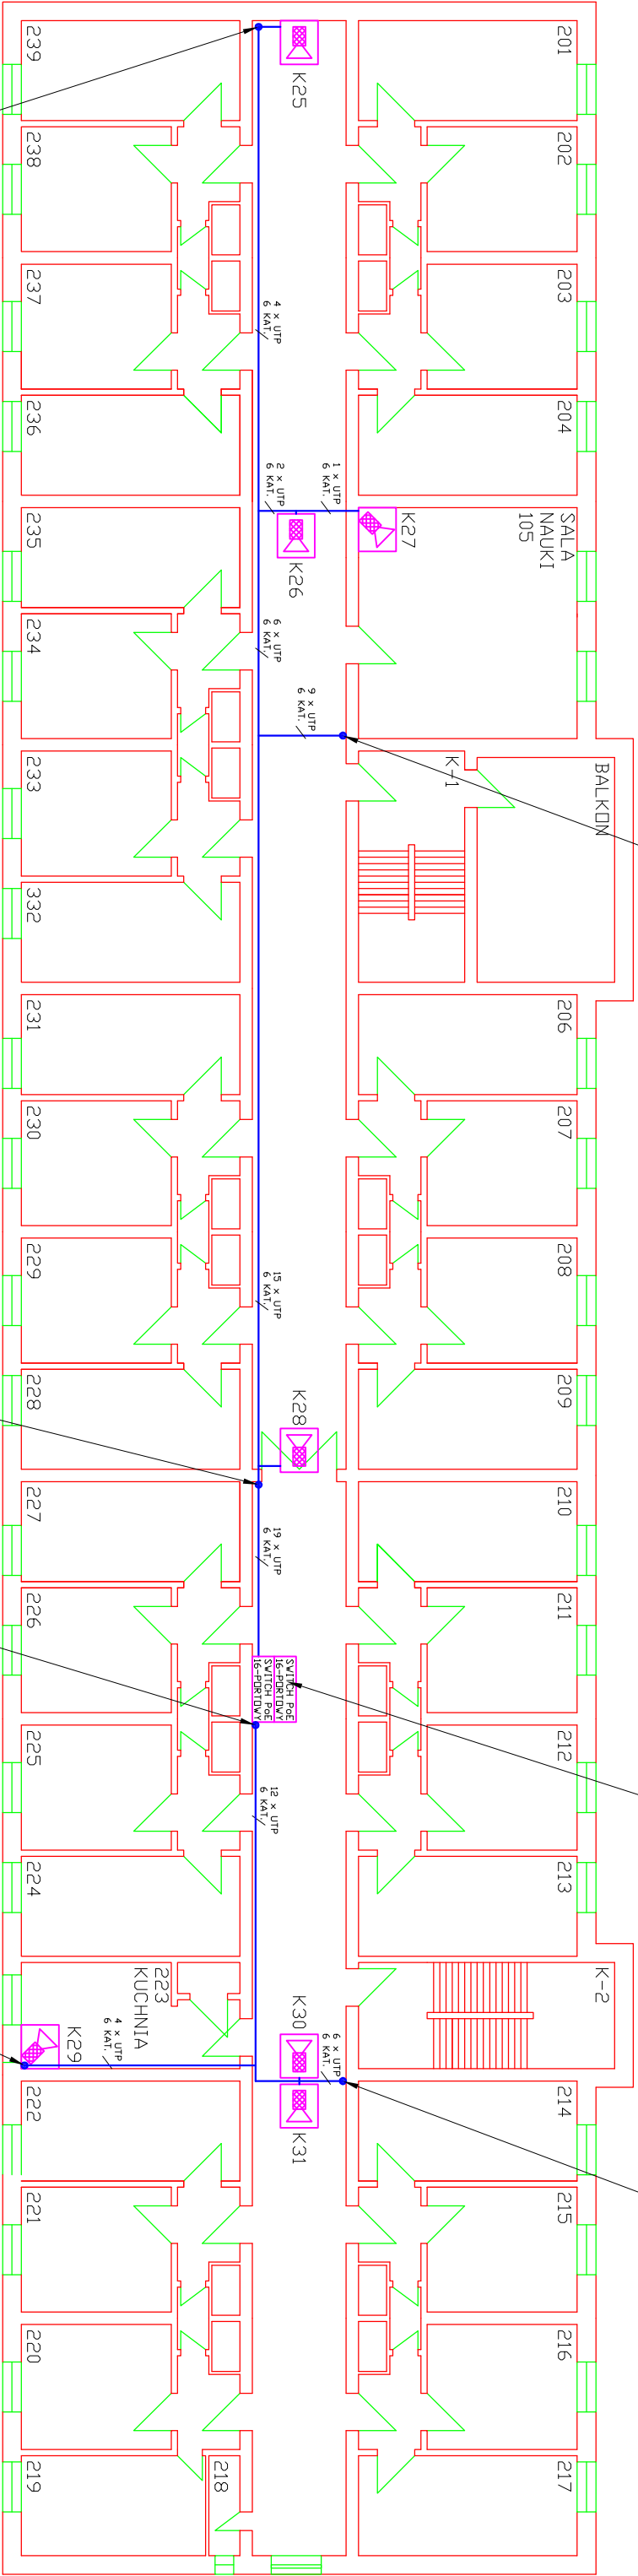 201
202
203
204
SALA
NAUKI
105
BALKON
K-1
206
207
208
209
210
211
212
213
K-2
214
215
216
217
K25
4 x UTP
6 KAT.
1 x UTP
6 KAT.
2 x UTP
6 KAT.
K27
K26
6 x UTP
6 KAT.
9 x UTP
6 KAT.
15 x UTP
6 KAT.
K28
19 x UTP
6 KAT.
SWITCH PoE
16-PORTOWY
SWITCH PoE
16-PORTOWY
12 x UTP
6 KAT.
K30
6 x UTP
6 KAT.
K31
4 x UTP
6 KAT.
K29
239
238
237
236
235
234
233
332
231
230
229
228
227
226
225
224
223
KUCHNIA
222
221
220
219
218